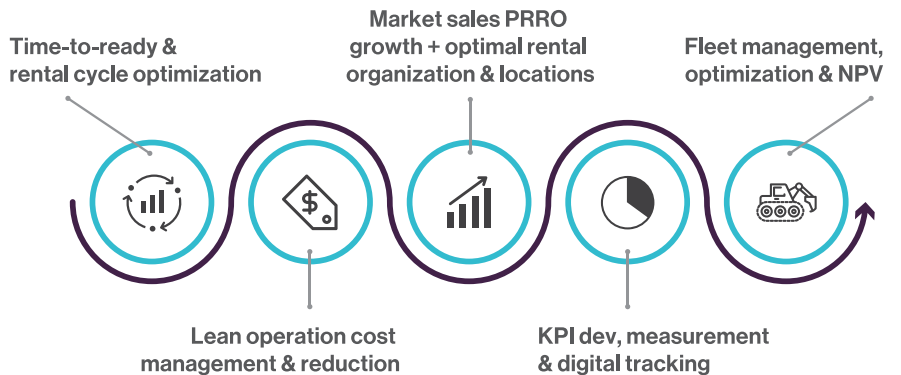 Time-to-ready &
rental cycle optimization
Market sales PRRO
growth + optimal rental
organization & locations
Fleet management,
optimization & NPV
$
Lean operation cost
management & reduction
KPI dev, measurement
& digital tracking